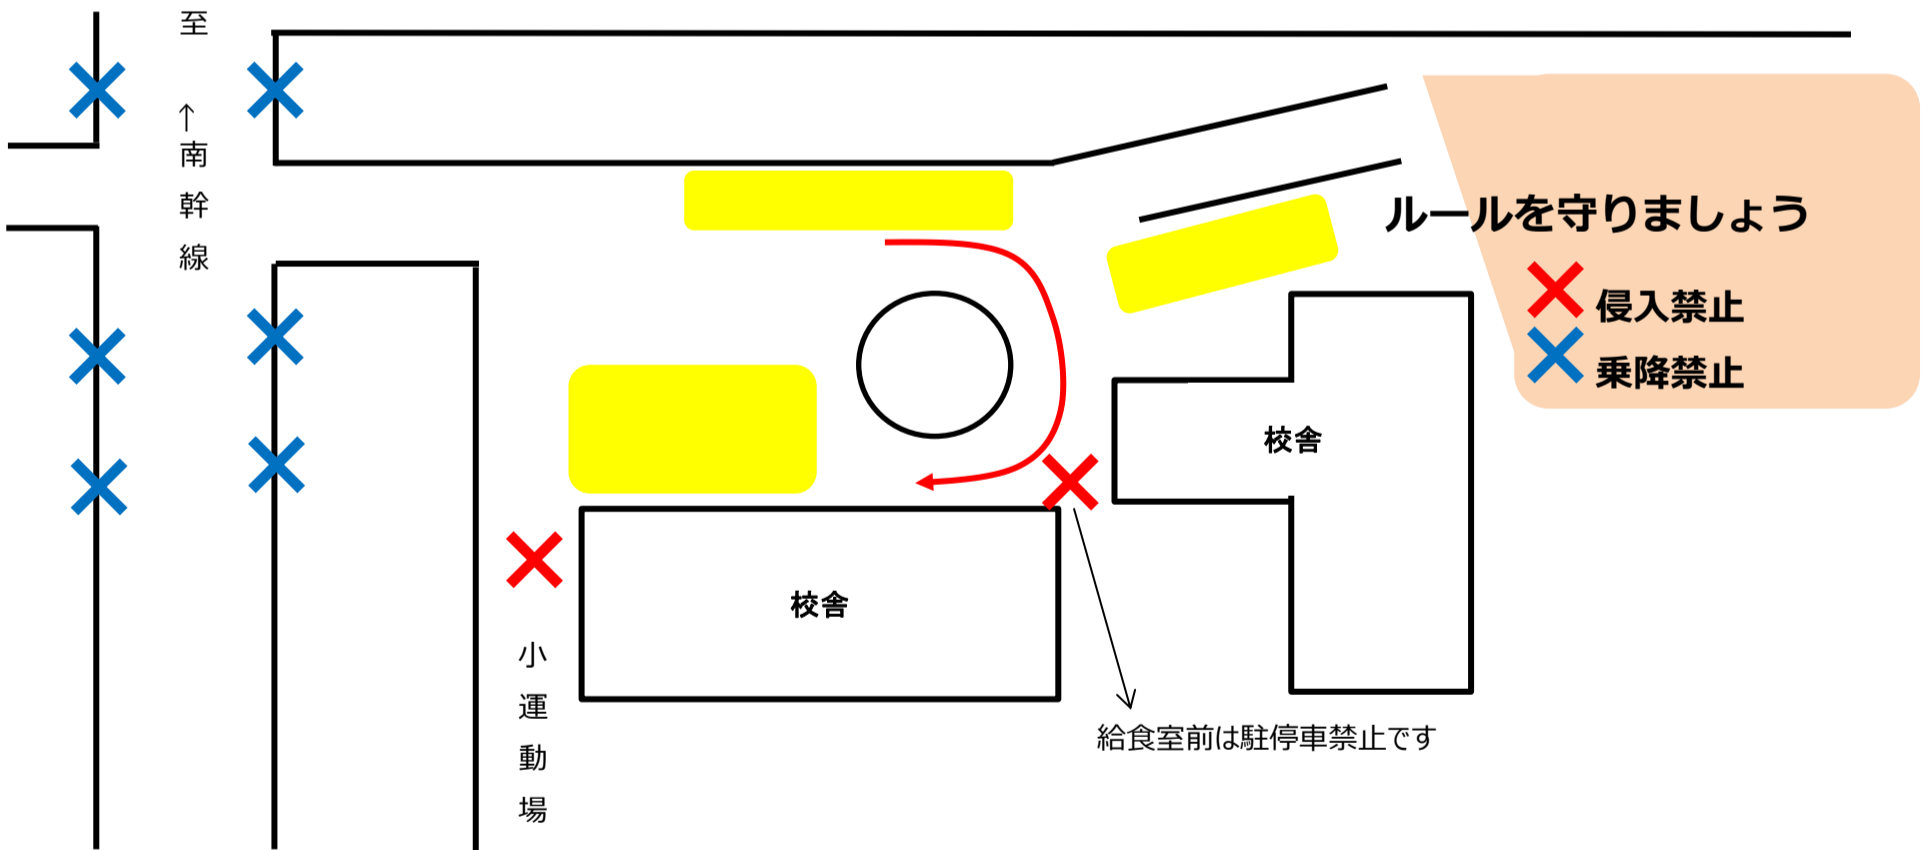 至 ← 南幹線
ルールを守りましょう
侵入禁止
乗降禁止
校舎
校舎
小運動場
給食室前は駐停車禁止です